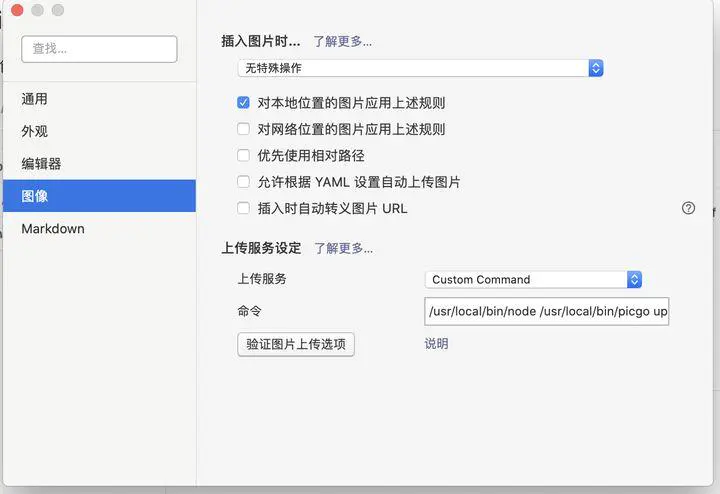 查找...
通用
外观
编辑器
图像
Markdown
插入图片时... 了解更多...
无特殊操作
对本地位置的图片应用上述规则
对网络位置的图片应用上述规则
优先使用相对路径
允许根据 YAML 设置自动上传图片
插入时自动转义图片 URL
上传服务设定 了解更多...
上传服务 Custom Command
命令 /usr/local/bin/node /usr/local/bin/picgo up
验证图片上传选项 说明